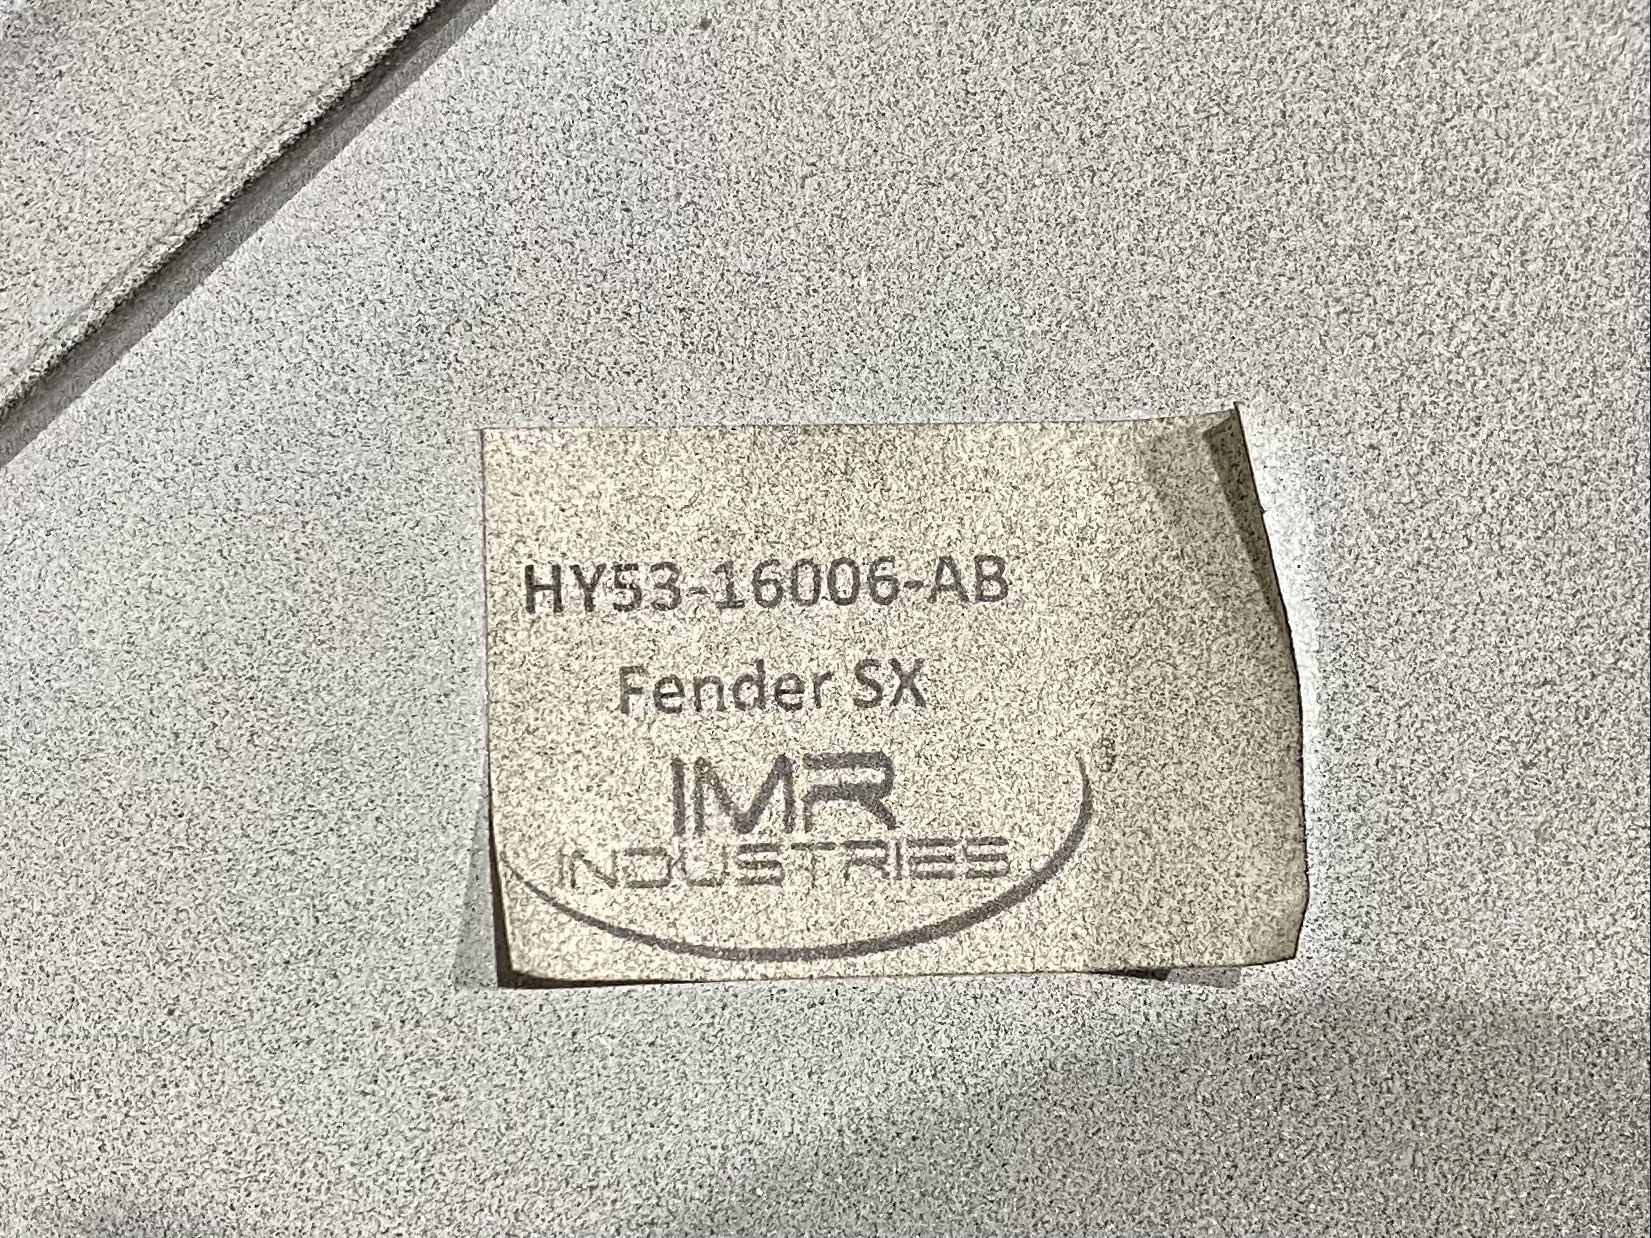 HY53-16006-AB
Fender SX
IMR
INDUSTRIES